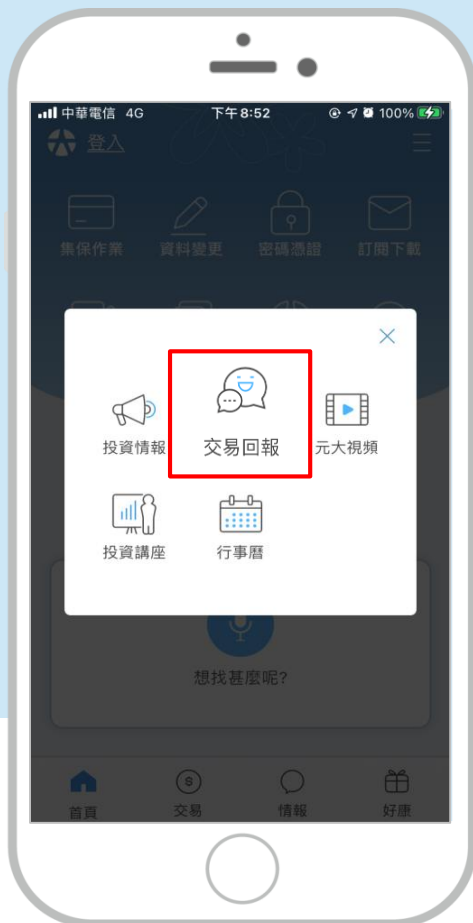 中華電信 4G 下午8:52 100%
登入
集保作業 資料變更 密碼憑證 訂閱下載
投資情報 交易回報 元大視頻
投資講座 行事曆
想找甚麼呢?
首頁 交易 情報 好康